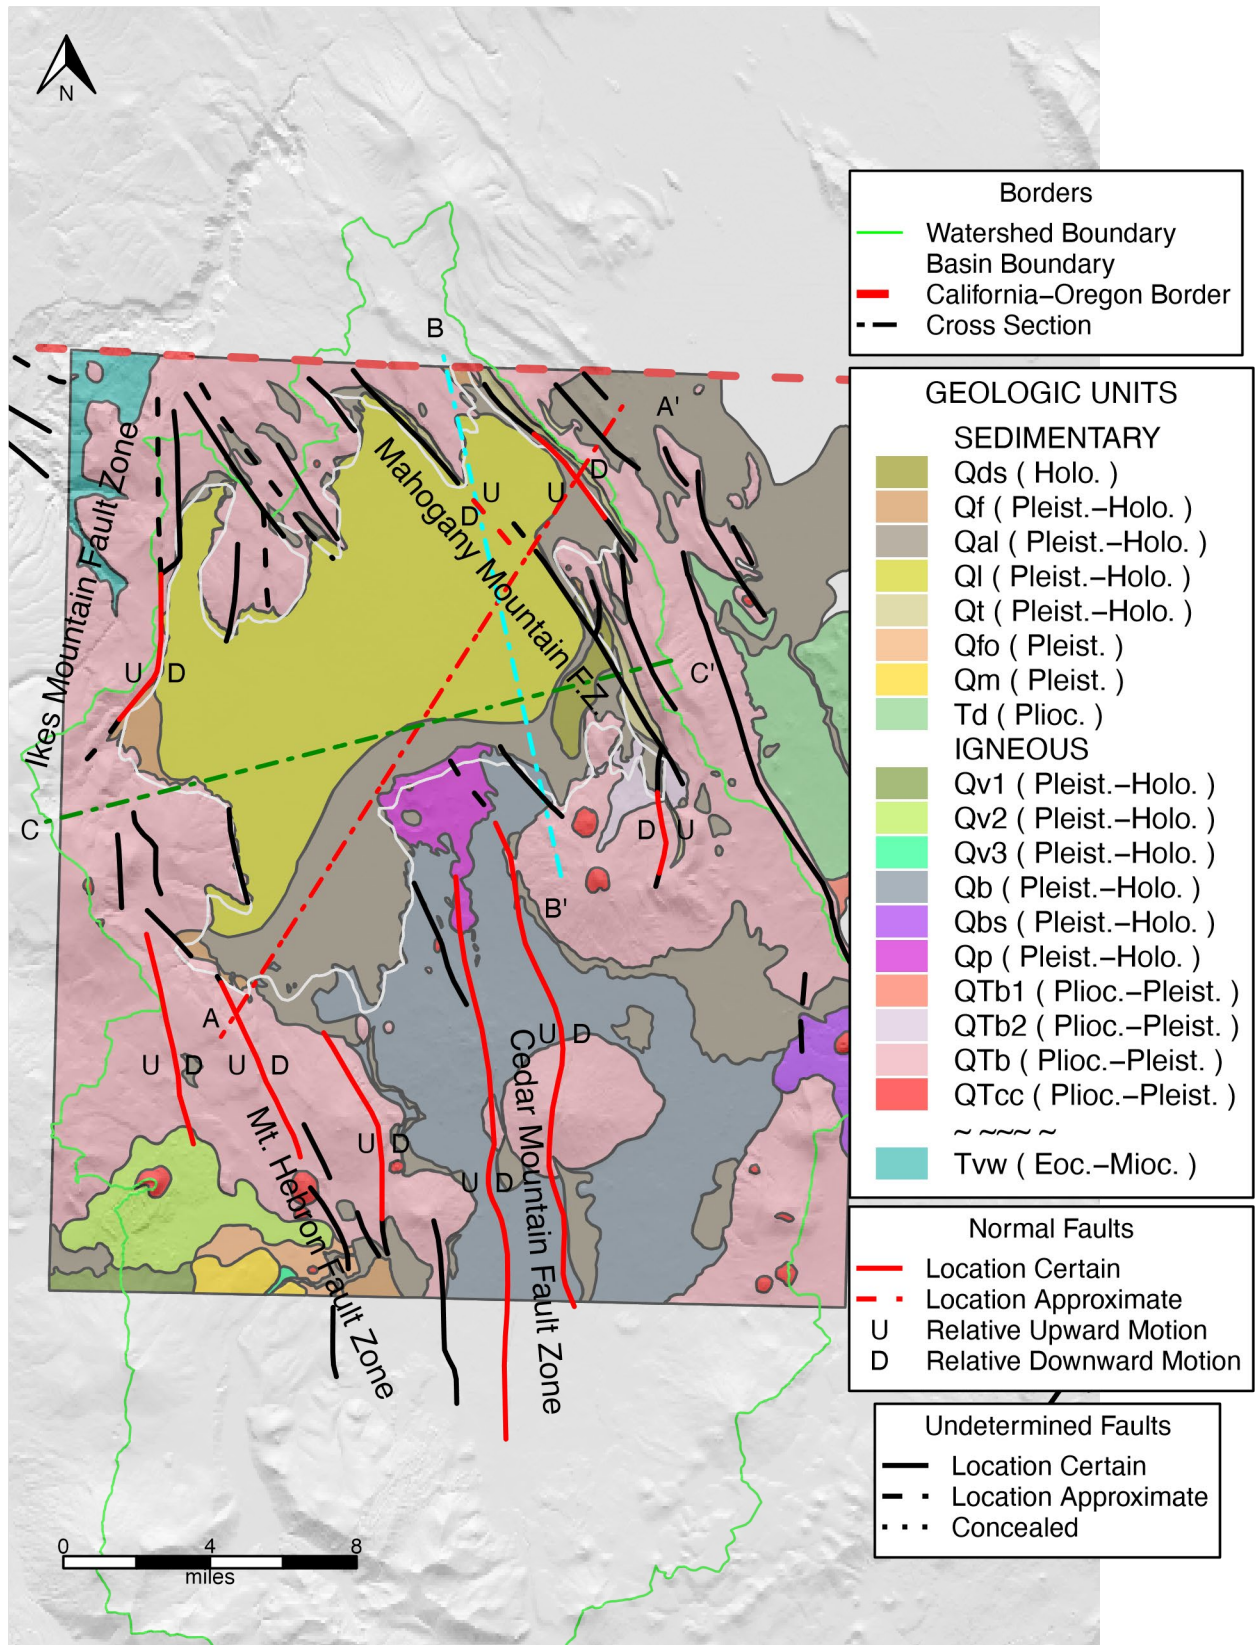 N
B
A'
Borders
Watershed Boundary
Basin Boundary
California–Oregon Border
Cross Section
GEOLOGIC UNITS
SEDIMENTARY
Qds ( Holo. )
Qf ( Pleist.–Holo. )
Qal ( Pleist.–Holo. )
Ql ( Pleist.–Holo. )
Qt ( Pleist.–Holo. )
Qfo ( Pleist. )
Qm ( Pleist. )
Td ( Plioc. )
IGNEOUS
Qv1 ( Pleist.–Holo. )
Qv2 ( Pleist.–Holo. )
Qv3 ( Pleist.–Holo. )
Qb ( Pleist.–Holo. )
Qbs ( Pleist.–Holo. )
Qp ( Pleist.–Holo. )
QTb1 ( Plioc.–Pleist. )
QTb2 ( Plioc.–Pleist. )
QTb ( Plioc.–Pleist. )
QTcc ( Plioc.–Pleist. )
~ ~~~ ~
Tvw ( Eoc.–Mioc. )
Normal Faults
Location Certain
Location Approximate
U Relative Upward Motion
D Relative Downward Motion
Undetermined Faults
Location Certain
Location Approximate
Concealed
Ikes Mountain Fault Zone
Mahogany Mountain F.Z.
U
D
U
D
U D
C'
C
D U
B'
A
U D
U D
U D
U D
U D
Mt. Hebron Fault Zone
Cedar Mountain Fault Zone
0 4 8
miles